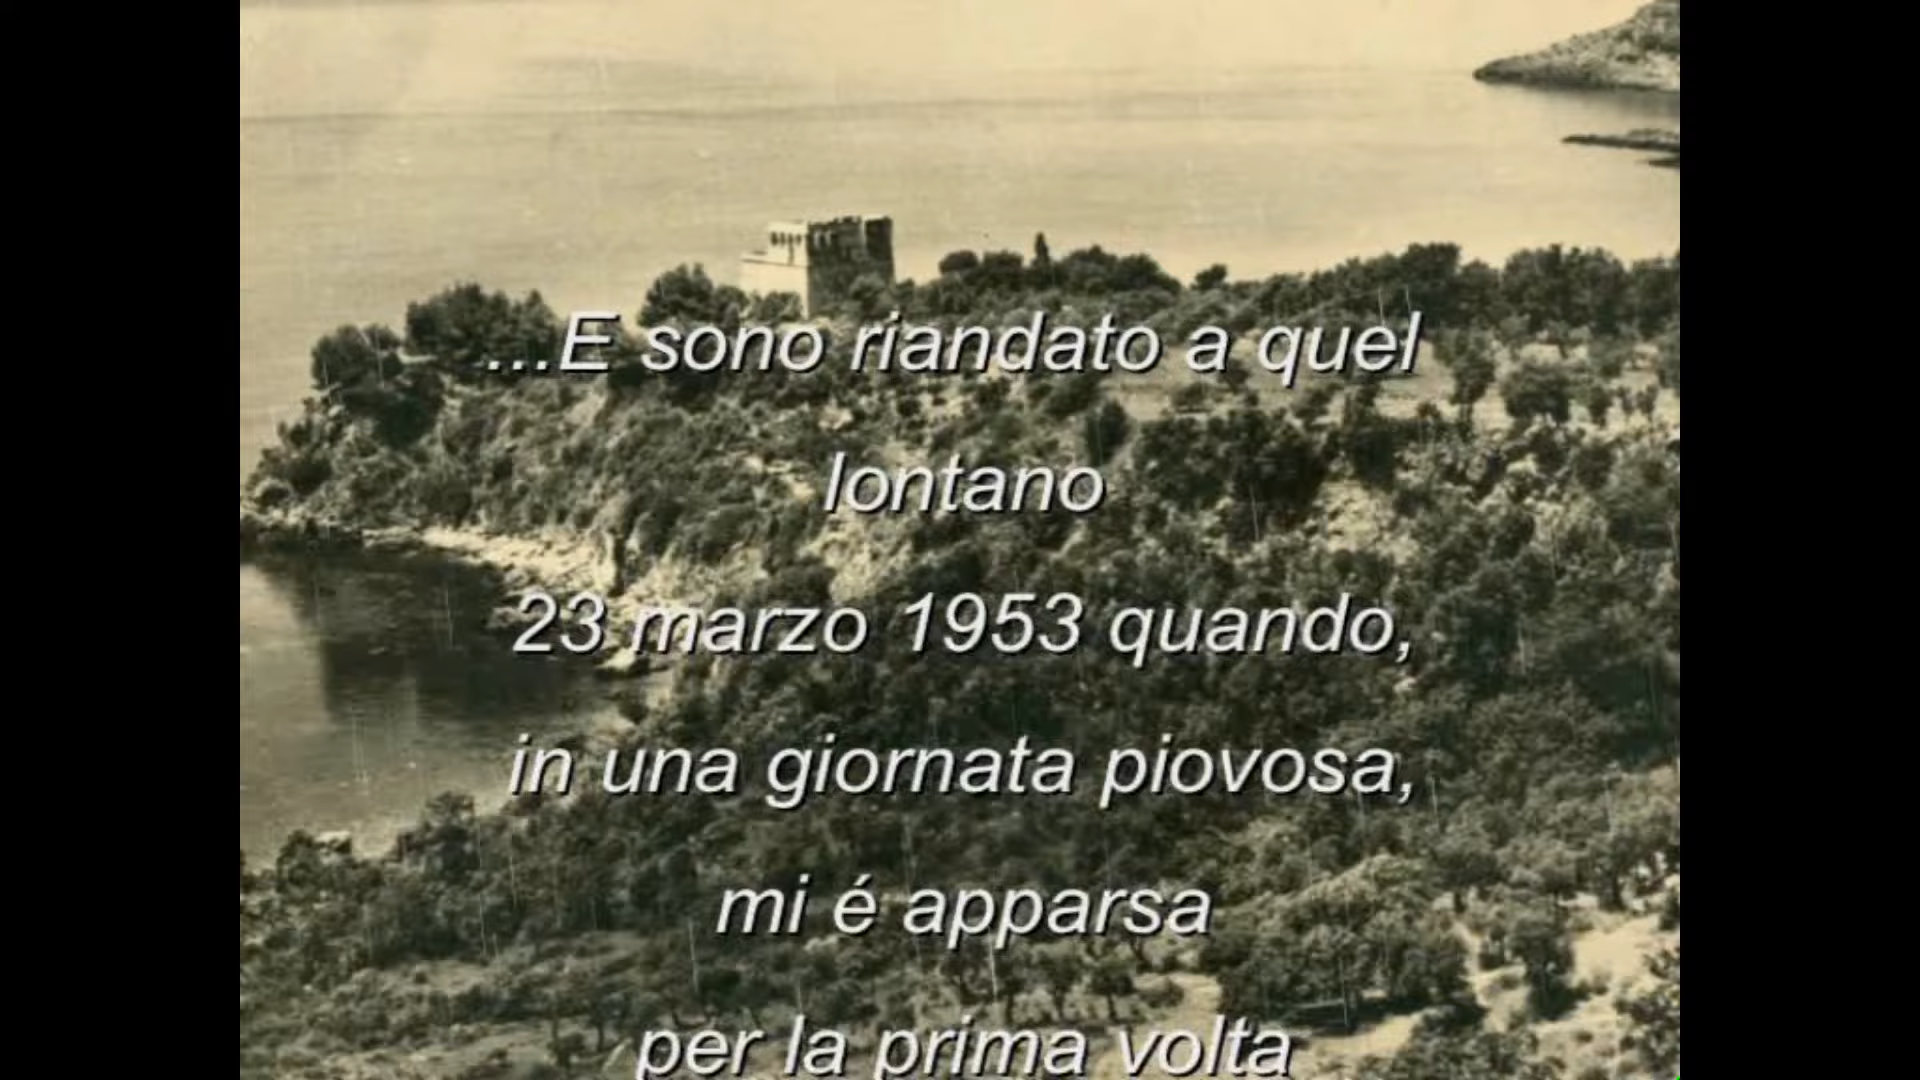 ...E sono riandato a quel
lontano
23 marzo 1953 quando,
in una giornata piovosa,
mi é apparsa
per la prima volta